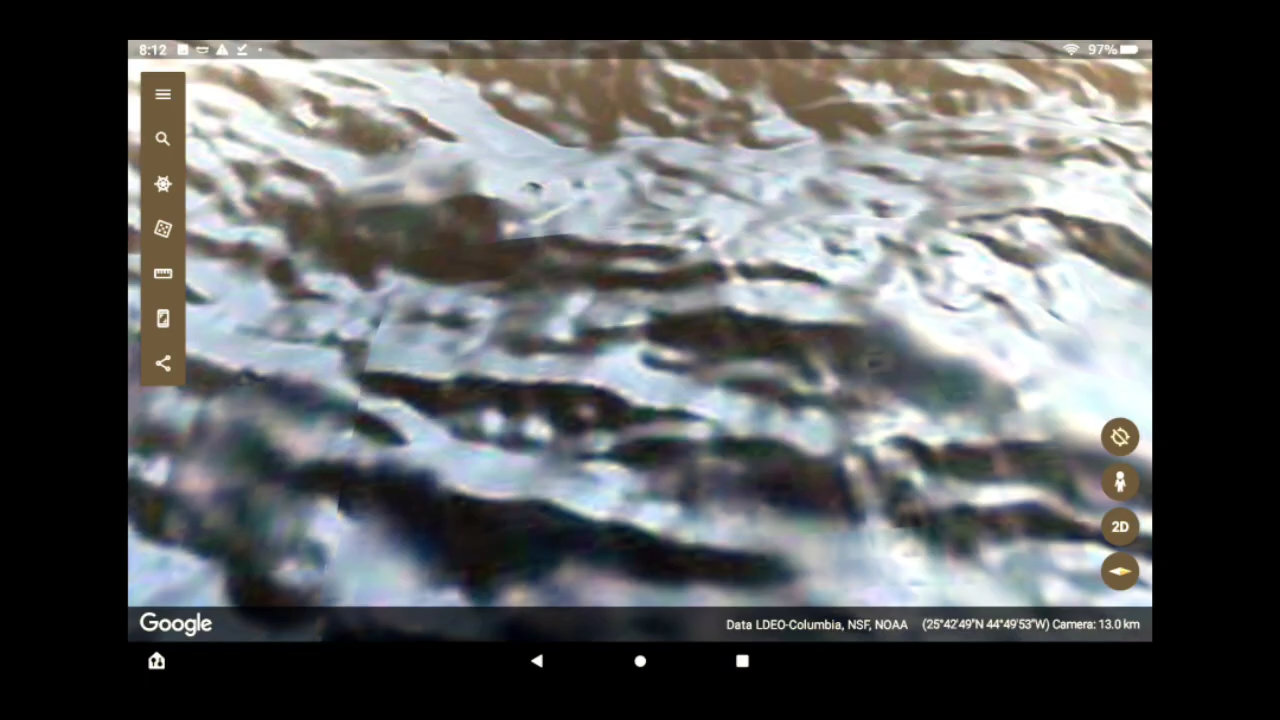 8:12
97%
2D
Google
Data LDEO-Columbia, NSF, NOAA (25°42'49"N 44°49'53"W) Camera: 13.0 km